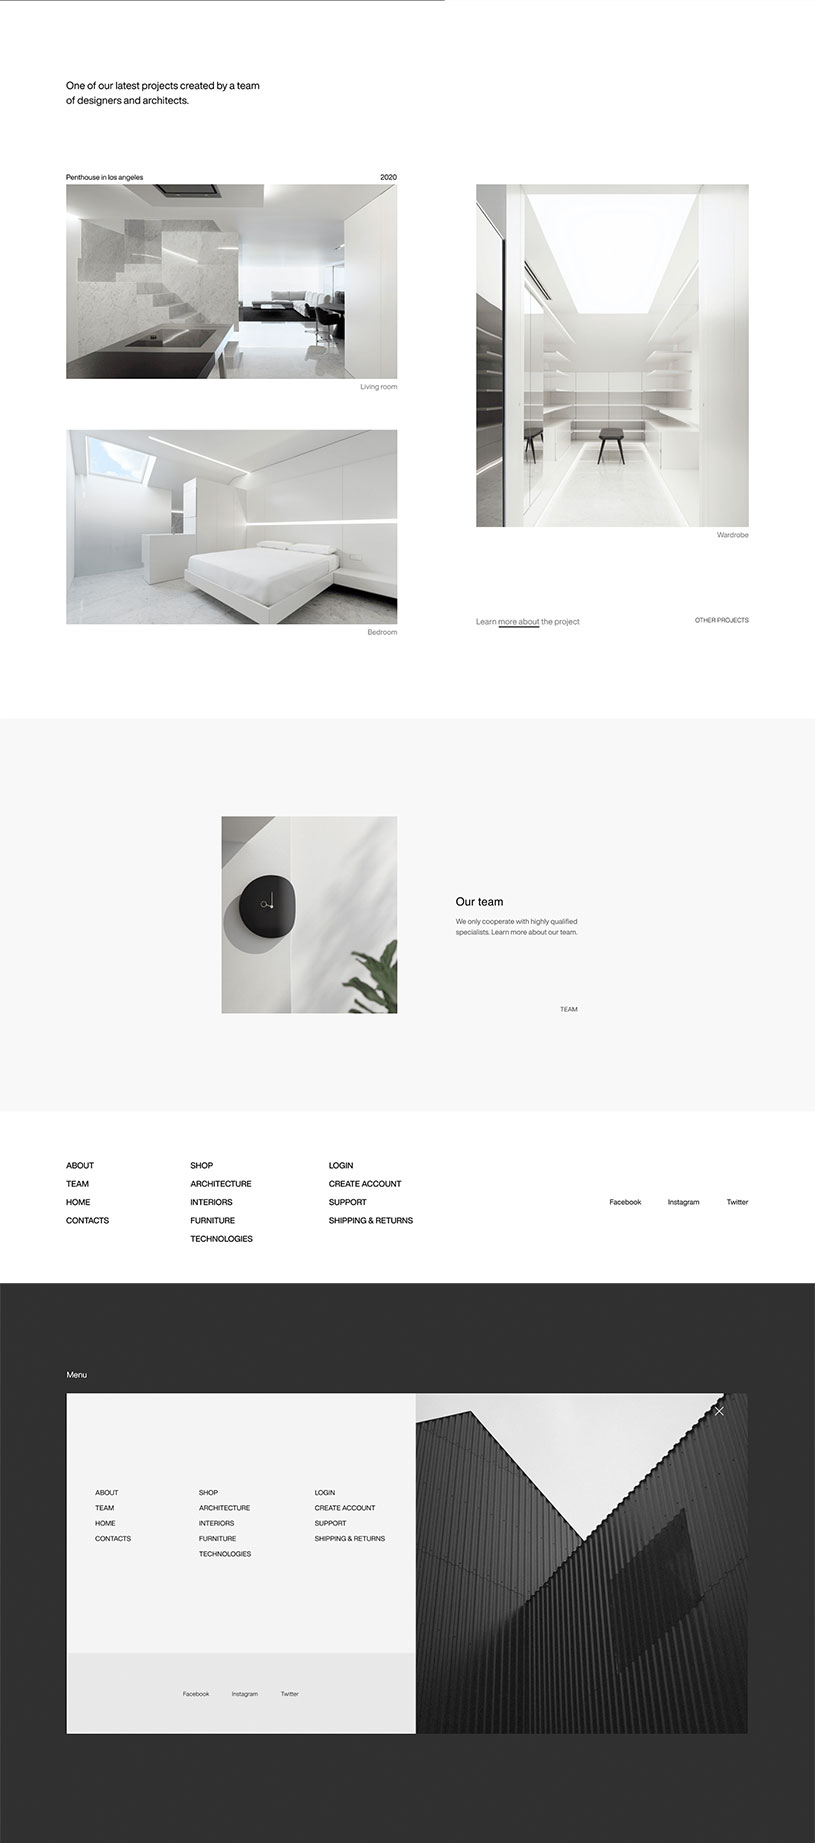 One of our latest projects created by a team
of designers and architects.
Penthouse in los angeles
2020
Living room
Bedroom
Wardrobe
Learn more about the project
OTHER PROJECTS
Our team
We only cooperate with highly qualified
specialists. Learn more about our team.
TEAM
ABOUT
TEAM
HOME
CONTACTS
SHOP
ARCHITECTURE
INTERIORS
FURNITURE
TECHNOLOGIES
LOGIN
CREATE ACCOUNT
SUPPORT
SHIPPING & RETURNS
Facebook
Instagram
Twitter
Menu
ABOUT
TEAM
HOME
CONTACTS
SHOP
ARCHITECTURE
INTERIORS
FURNITURE
TECHNOLOGIES
LOGIN
CREATE ACCOUNT
SUPPORT
SHIPPING & RETURNS
Facebook
Instagram
Twitter